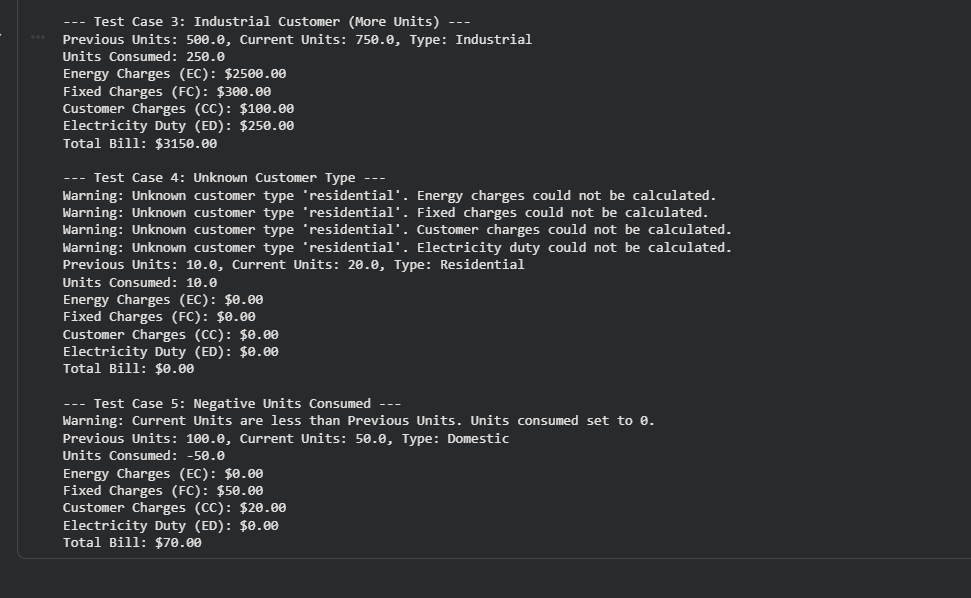 --- Test Case 3: Industrial Customer (More Units) ---
Previous Units: 500.0, Current Units: 750.0, Type: Industrial
Units Consumed: 250.0
Energy Charges (EC): $2500.00
Fixed Charges (FC): $300.00
Customer Charges (CC): $100.00
Electricity Duty (ED): $250.00
Total Bill: $3150.00
--- Test Case 4: Unknown Customer Type ---
Warning: Unknown customer type 'residential'. Energy charges could not be calculated.
Warning: Unknown customer type 'residential'. Fixed charges could not be calculated.
Warning: Unknown customer type 'residential'. Customer charges could not be calculated.
Warning: Unknown customer type 'residential'. Electricity duty could not be calculated.
Previous Units: 10.0, Current Units: 20.0, Type: Residential
Units Consumed: 10.0
Energy Charges (EC): $0.00
Fixed Charges (FC): $0.00
Customer Charges (CC): $0.00
Electricity Duty (ED): $0.00
Total Bill: $0.00
--- Test Case 5: Negative Units Consumed ---
Warning: Current Units are less than Previous Units. Units consumed set to 0.
Previous Units: 100.0, Current Units: 50.0, Type: Domestic
Units Consumed: -50.0
Energy Charges (EC): $0.00
Fixed Charges (FC): $50.00
Customer Charges (CC): $20.00
Electricity Duty (ED): $0.00
Total Bill: $70.00